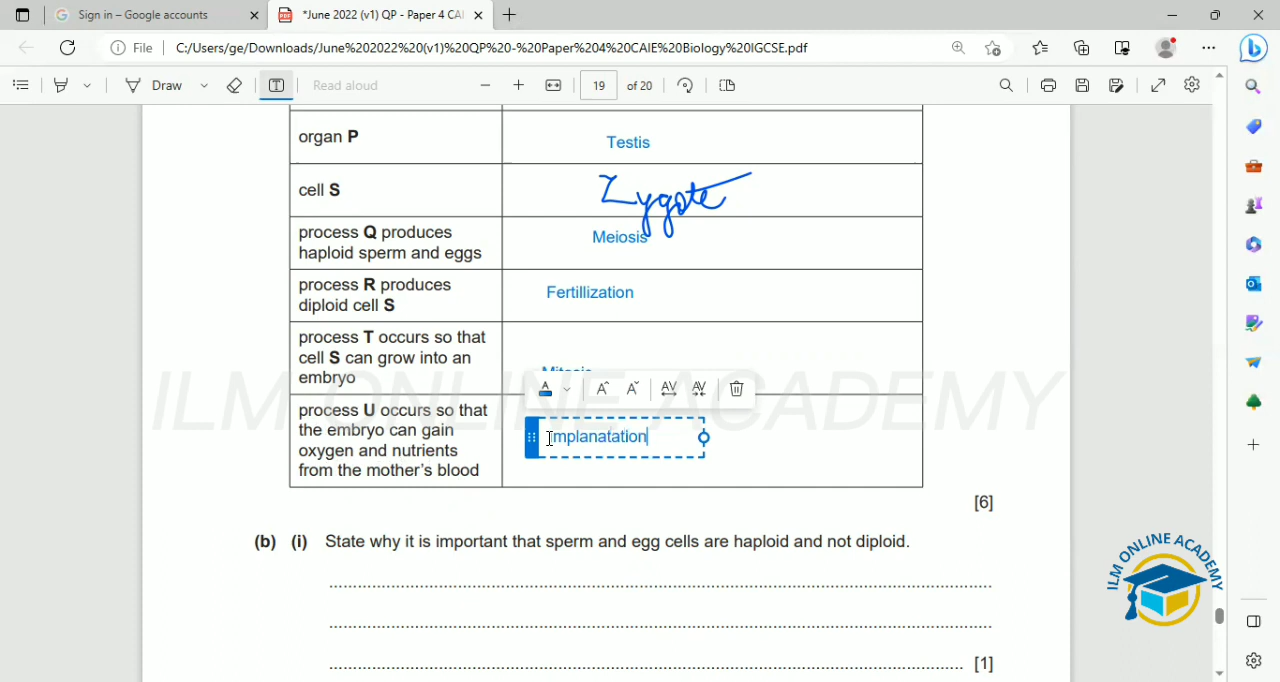 Sign in – Google accounts
*June 2022 (v1) QP - Paper 4 CAI
File
C:/Users/ge/Downloads/June%202022%20(v1)%20QP%20-%20Paper%204%20CAIE%20Biology%20IGCSE.pdf
Draw
Read aloud
19
of 20
organ P
Testis
cell S
Zygote
process Q produces
haploid sperm and eggs
Meiosis
process R produces
diploid cell S
Fertillization
process T occurs so that
cell S can grow into an
embryo
Mitosis
process U occurs so that
the embryo can gain
oxygen and nutrients
from the mother's blood
Implanatation
[6]
(b) (i) State why it is important that sperm and egg cells are haploid and not diploid.
[1]
ILM ONLINE ACADEMY
ILM ONLINE ACADEMY